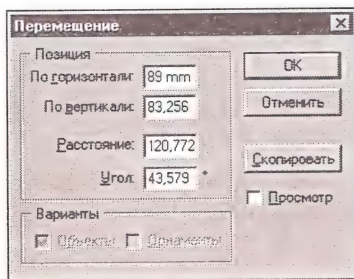 Перемещение
Позиция
По горизонтали: 89 mm
По вертикали: 83,256
Расстояние: 120,772
Угол: 43,579 °
OK
Отменить
Скопировать
Просмотр
Варианты
Объекты Орнаменты